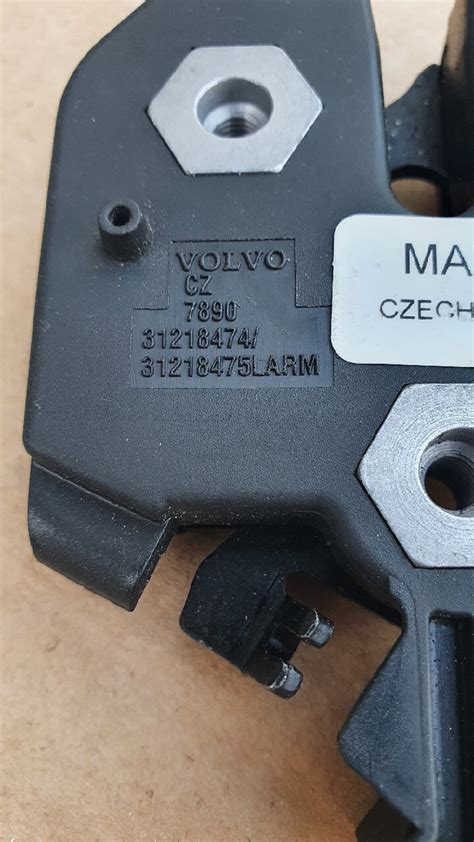 VOLVO
CZ
7890
31218474/
31218475LARM
MA
CZECH